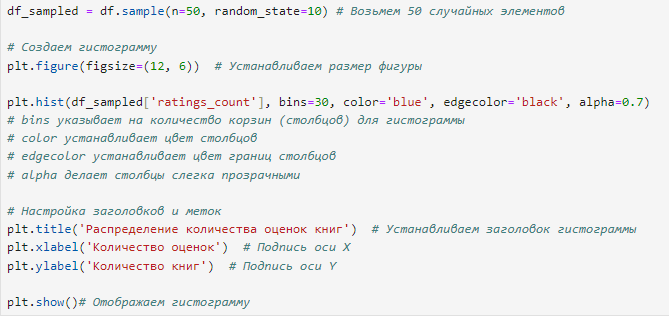 df_sampled = df.sample(n=50, random_state=10) # Возьмем 50 случайных элементов
# Создаем гистограмму
plt.figure(figsize=(12, 6))  # Устанавливаем размер фигуры
plt.hist(df_sampled['ratings_count'], bins=30, color='blue', edgecolor='black', alpha=0.7)
# bins указывает на количество корзин (столбцов) для гистограммы
# color устанавливает цвет столбцов
# edgecolor устанавливает цвет границ столбцов
# alpha делает столбцы слегка прозрачными
# Настройка заголовков и меток
plt.title('Распределение количества оценок книг')  # Устанавливаем заголовок гистограммы
plt.xlabel('Количество оценок')  # Подпись оси X
plt.ylabel('Количество книг')  # Подпись оси Y
plt.show()# Отображаем гистограмму